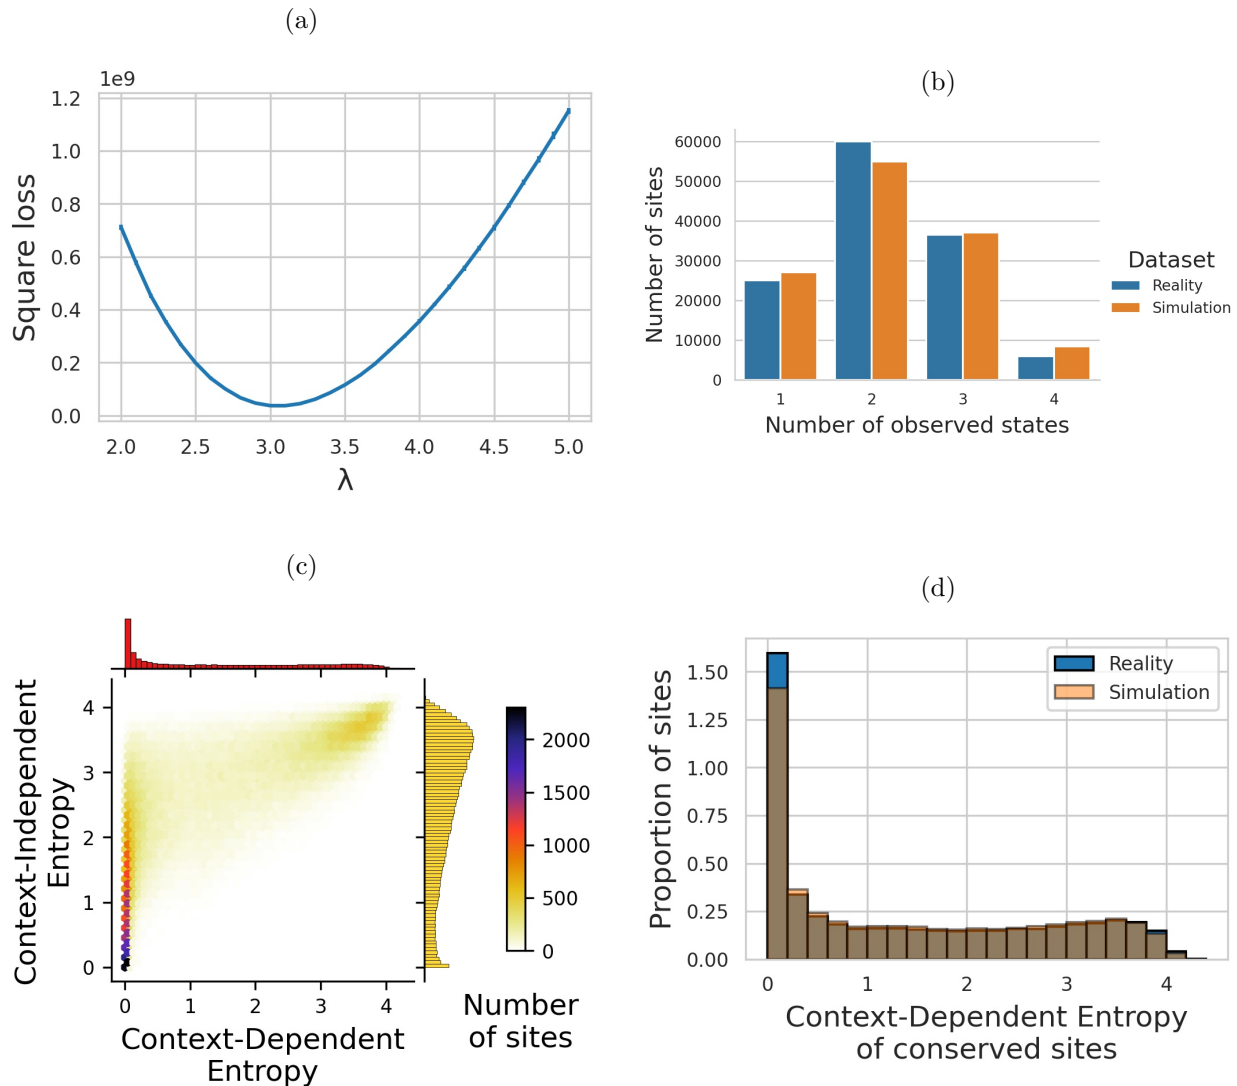 (a)
1e9
1.2
1.0
0.8
0.6
0.4
0.2
0.0
Square loss
2.0 2.5 3.0 3.5 4.0 4.5 5.0
λ
(b)
60000
50000
40000
30000
20000
10000
0
Number of sites
1 2 3 4
Number of observed states
Dataset
Reality
Simulation
(c)
4
3
2
1
0
Context-Independent
Entropy
0 1 2 3 4
Context-Dependent
Entropy
2000
1500
1000
500
0
Number
of sites
(d)
1.50
1.25
1.00
0.75
0.50
0.25
0.00
Proportion of sites
Reality
Simulation
0 1 2 3 4
Context-Dependent Entropy
of conserved sites